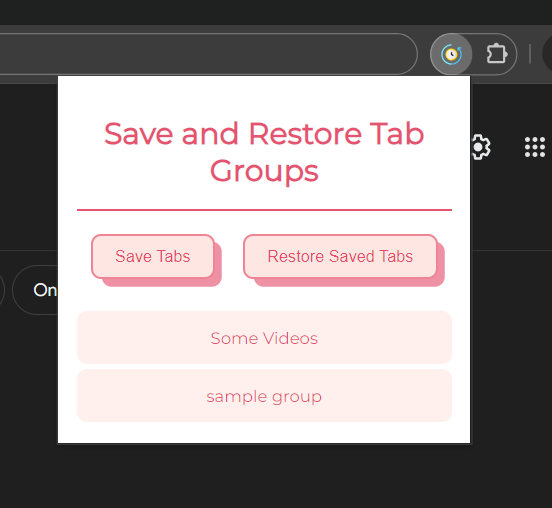 Save and Restore Tab
Groups
Save Tabs
Restore Saved Tabs
On
Some Videos
sample group